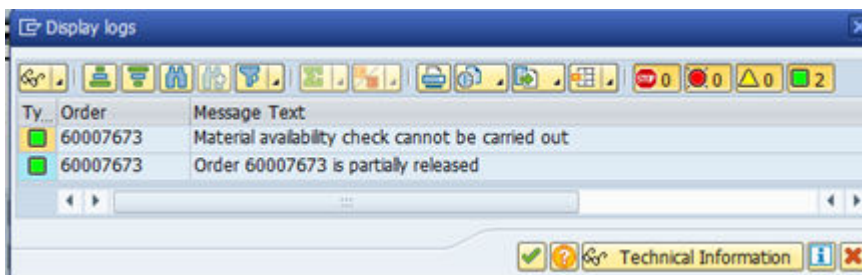 Display logs
0 0 0 2
Ty... Order Message Text
60007673 Material availability check cannot be carried out
60007673 Order 60007673 is partially released
Technical Information